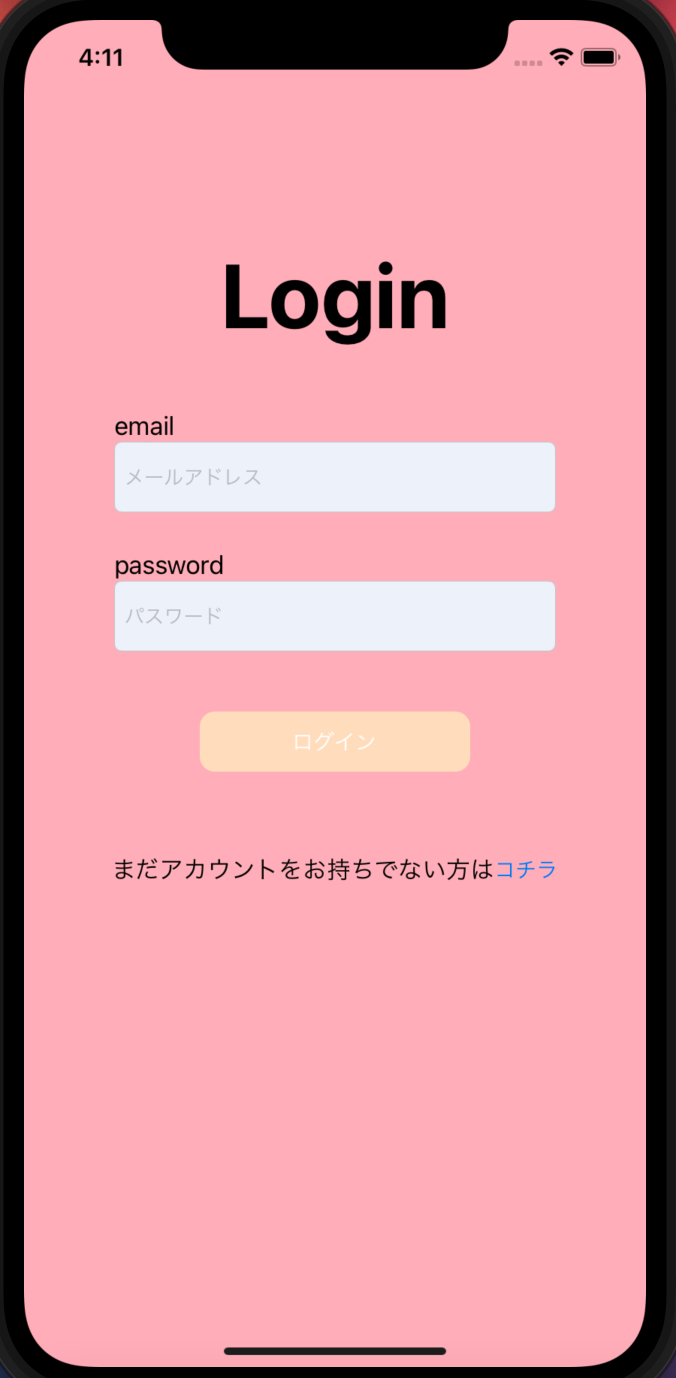 4:11
Login
email
メールアドレス
password
パスワード
ログイン
まだアカウントをお持ちでない方はコチラ